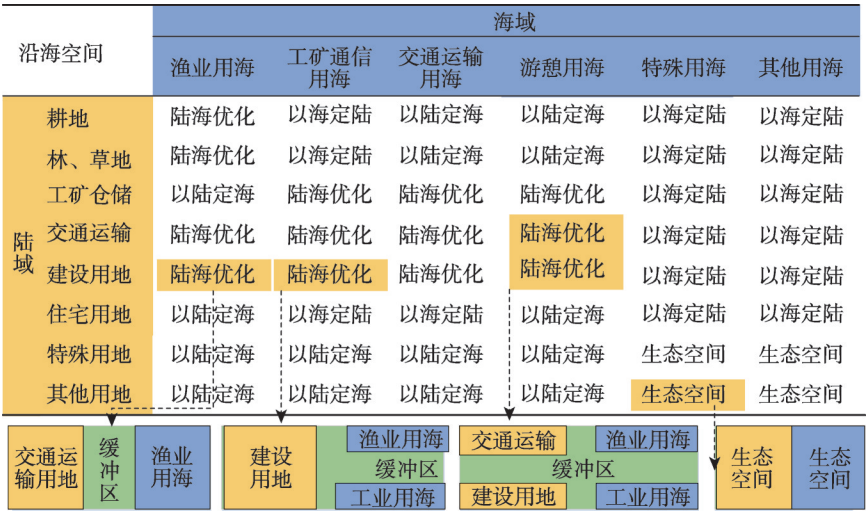 沿海空间
海域
渔业用海 工矿通信用海 交通运输用海 游憩用海 特殊用海 其他用海
陆域
耕地 陆海优化 以海定陆 以陆定海 以陆定海 以海定陆 以海定陆
林、草地 陆海优化 以海定陆 以陆定海 以陆定海 以海定陆 以海定陆
工矿仓储 以陆定海 陆海优化 陆海优化 陆海优化 以海定陆 以海定陆
交通运输 陆海优化 陆海优化 陆海优化 陆海优化 以海定陆 以海定陆
建设用地 陆海优化 陆海优化 陆海优化 陆海优化 以海定陆 以海定陆
住宅用地 以陆定海 以海定陆 以海定陆 以陆定海 以海定陆 以海定陆
特殊用地 以陆定海 以陆定海 以陆定海 以陆定海 生态空间 生态空间
其他用地 以陆定海 以陆定海 以陆定海 以陆定海 生态空间 生态空间
交通运
输用地
缓冲区
渔业
用海
建设
用地
渔业用海
缓冲区
工业用海
交通运输 渔业用海
缓冲区
建设用地 工业用海
生态
空间
生态
空间